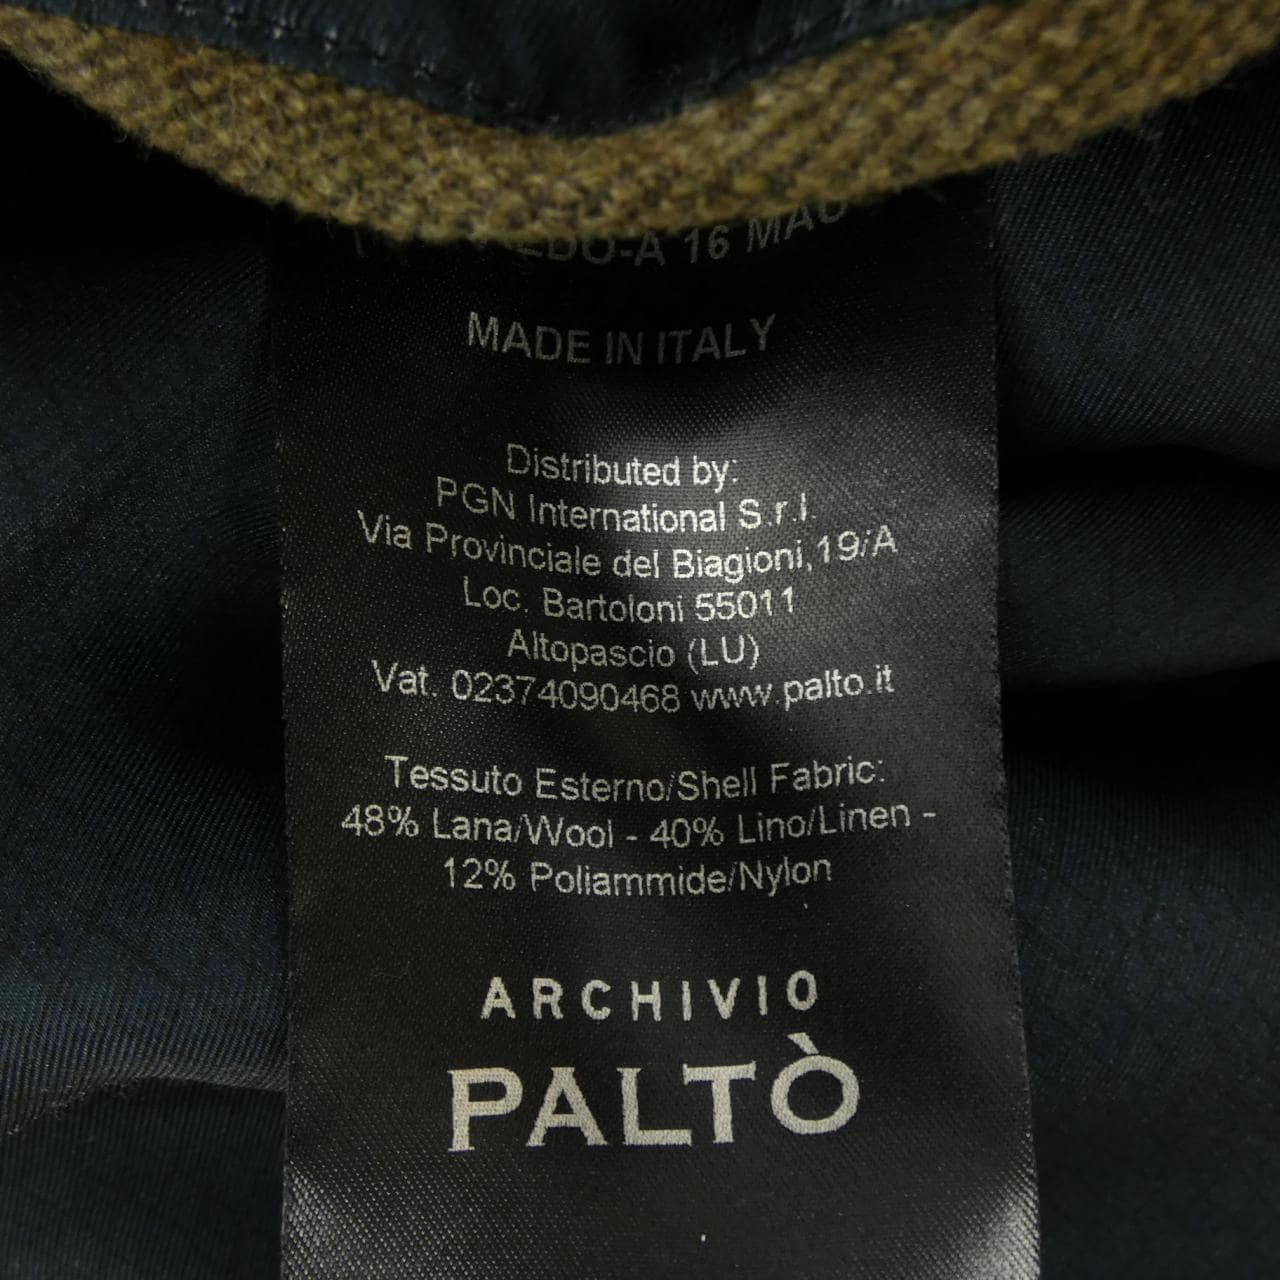 16
MADE IN ITALY
Distributed by:
PGN International S.r.l.
Via Provinciale del Biagioni,19/A
Loc. Bartoloni 55011
Altopascio (LU)
Vat. 02374090468 www.palto.it
Tessuto Esterno/Shell Fabric:
48% Lana/Wool - 40% Lino/Linen -
12% Poliammide/Nylon
ARCHIVIO
PALTÒ